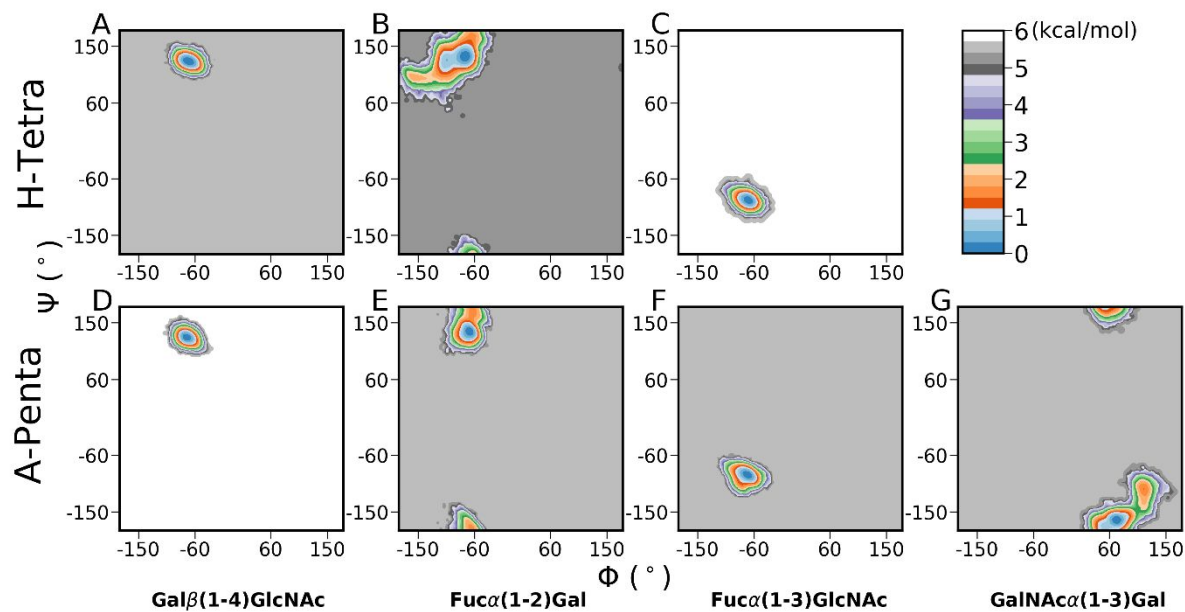 A
B
C
6 (kcal/mol)
5
4
3
2
1
0
H-Tetra
150
60
-60
-150
150
60
-60
-150
150
60
-60
-150
-150 -60 60 150
-150 -60 60 150
-150 -60 60 150
Ψ (°)
D
E
F
G
A-Penta
150
60
-60
-150
150
60
-60
-150
150
60
-60
-150
150
60
-60
-150
-150 -60 60 150
-150 -60 60 150
-150 -60 60 150
-150 -60 60 150
Φ (°)
Galβ(1-4)GlcNAc
Fucα(1-2)Gal
Fucα(1-3)GlcNAc
GalNAcα(1-3)Gal